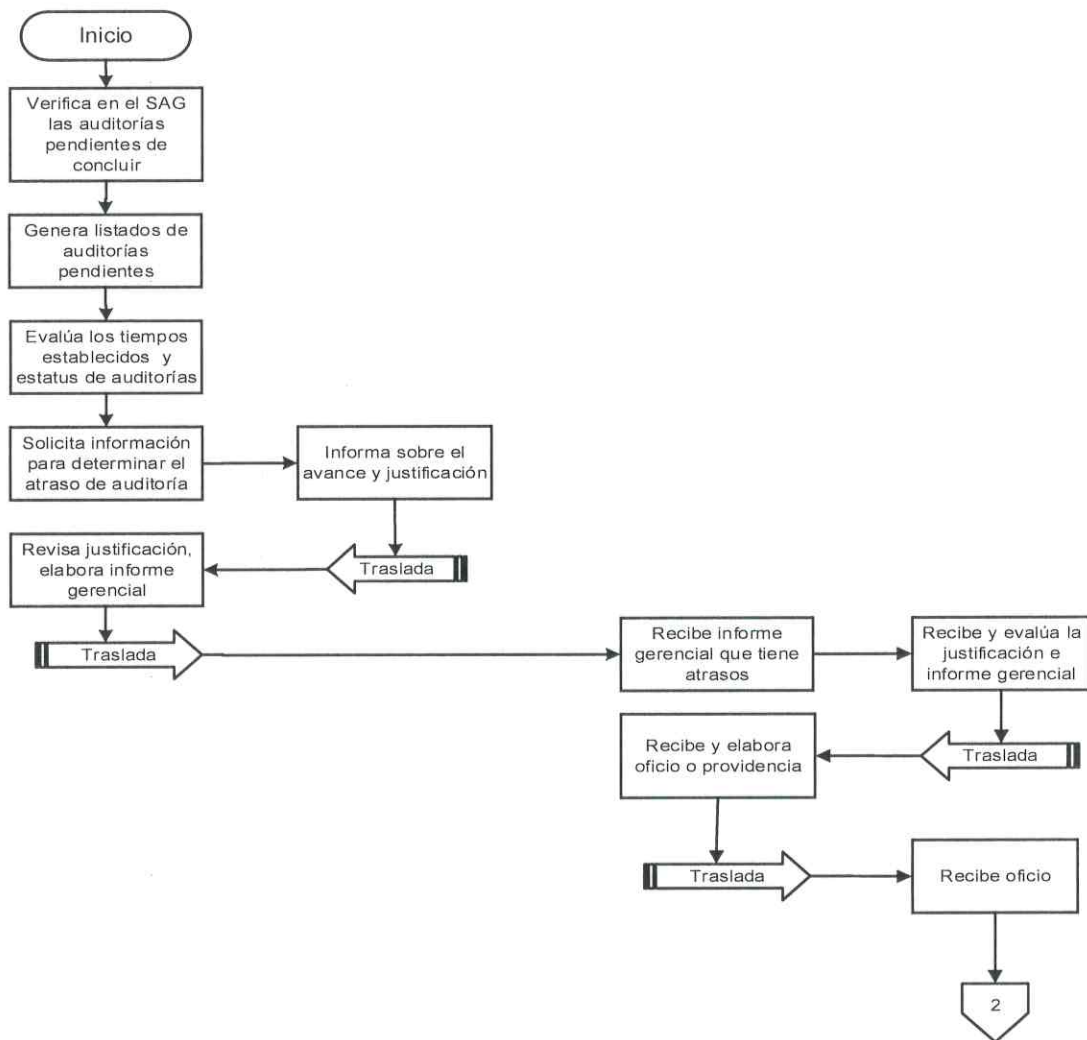 Inicio
Verifica en el SAG
las auditorías
pendientes de
concluir
Genera listados de
auditorías
pendientes
Evalúa los tiempos
establecidos y
estatus de auditorías
Solicita información
para determinar el
atraso de auditoría
Informa sobre el
avance y justificación
Traslada
Revisa justificación,
elabora informe
gerencial
Traslada
Recibe informe
gerencial que tiene
atrasos
Recibe y evalúa la
justificación e
informe gerencial
Traslada
Recibe y elabora
oficio o providencia
Traslada
Recibe oficio
2